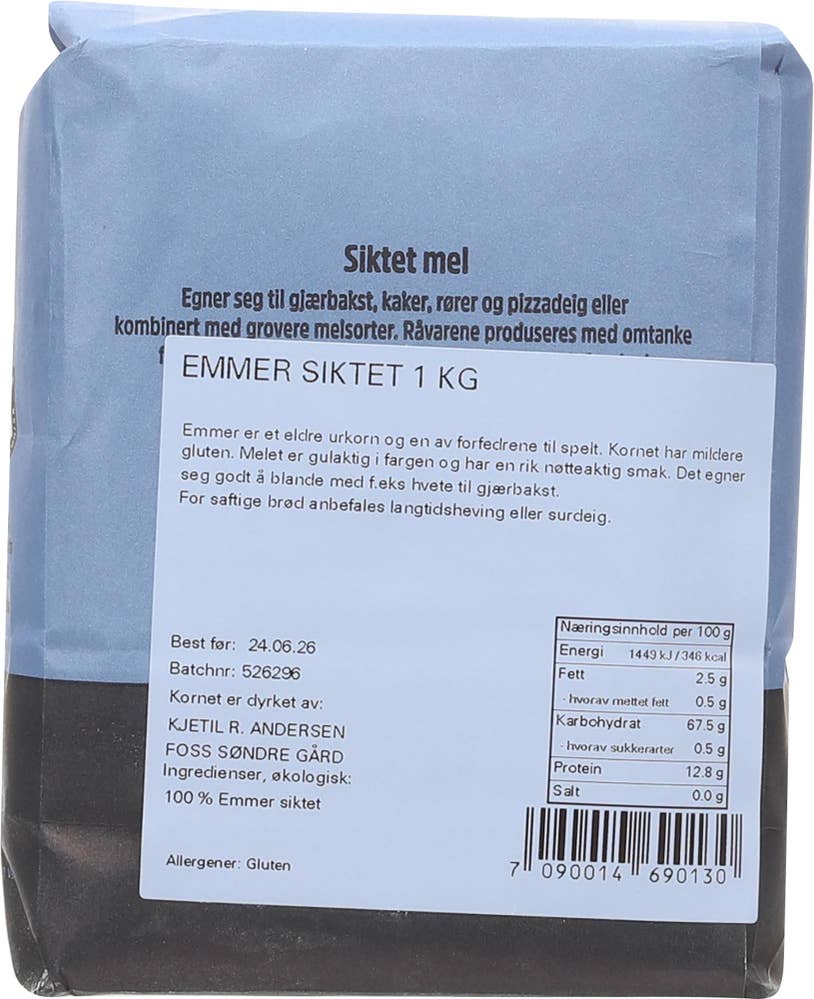 Siktet mel
Egner seg til gjærbakst, kaker, rører og pizzadeig eller
kombinert med grovere melsorter. Råvarene produseres med omtanke
EMMER SIKTET 1 KG
Emmer er et eldre urkorn og en av forfedrene til spelt. Kornet har mildere
gluten. Melet er gulaktig i fargen og har en rik nøtteaktig smak. Det egner
seg godt å blande med f.eks hvete til gjærbakst.
For saftige brød anbefales langtidsheving eller surdeig.
Best før: 24.06.26
Batchnr: 526296
Kornet er dyrket av:
KJETIL R. ANDERSEN
FOSS SØNDRE GÅRD
Ingredienser, økologisk:
100 % Emmer siktet
Allergener: Gluten
Næringsinnhold per 100 g
Energi 1449 kJ / 346 kcal
Fett 2.5 g
- hvorav mettet fett 0.5 g
Karbohydrat 67.5 g
- hvorav sukkerarter 0.5 g
Protein 12.8 g
Salt 0.0 g
7 090014 690130